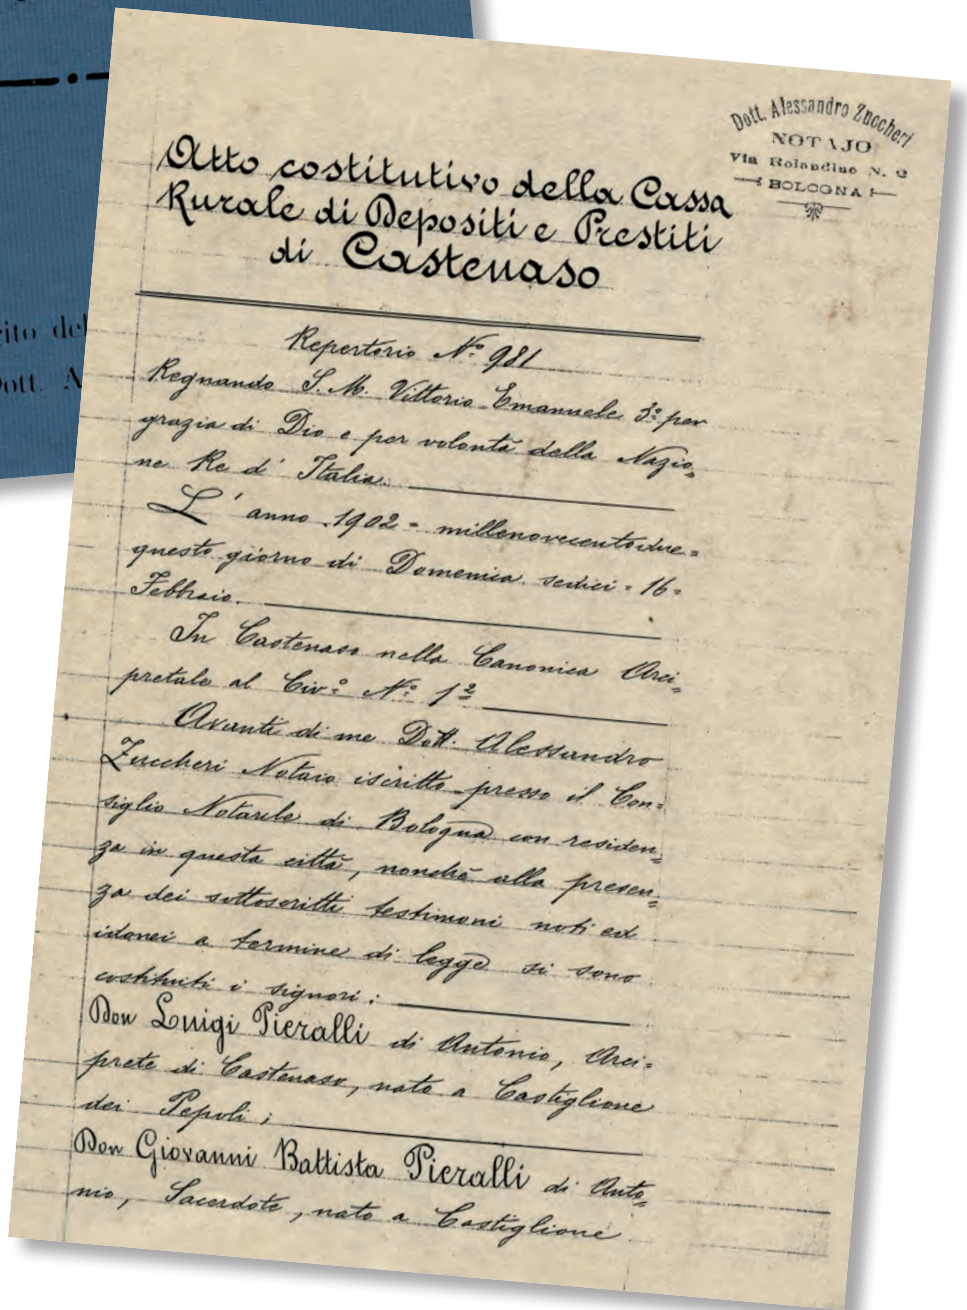 ito del
Dott. A
Dott. Alessandro Zuccheri
NOTAJO
Via Rolandino N. 2
BOLOGNA
Atto costitutivo della Cassa
Rurale di Depositi e Prestiti
di Castenaso
Repertorio N.º 981
Regnando S. M. Vittorio Emanuele 3º per
grazia di Dio e per volontà della Nazio=
ne Re d' Italia.
L' anno 1902 = millenovecentodue =
questo giorno di Domenica sedici = 16 =
Febbraio.
In Castenaso nella Canonica Arci=
pretale al Civ.º N.º 1º
Avanti di me Dott. Alessandro
Zuccheri Notaio iscritto presso il Con=
siglio Notarile di Bologna con residen=
za in questa città, nonchè alla presen=
za dei sottoscritti testimoni noti ed
idonei a termine di legge si sono
costituiti i signori:
Don Luigi Pieralli di Antonio, Arci=
prete di Castenaso, nato a Castiglione
dei Pepoli;
Don Giovanni Battista Pieralli di Anto=
nio, Sacerdote, nato a Castiglione